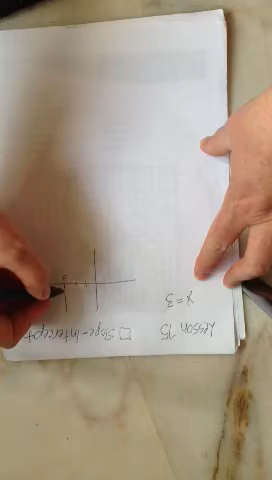 Lesson 15
□ Slope-Intercept
x = 3